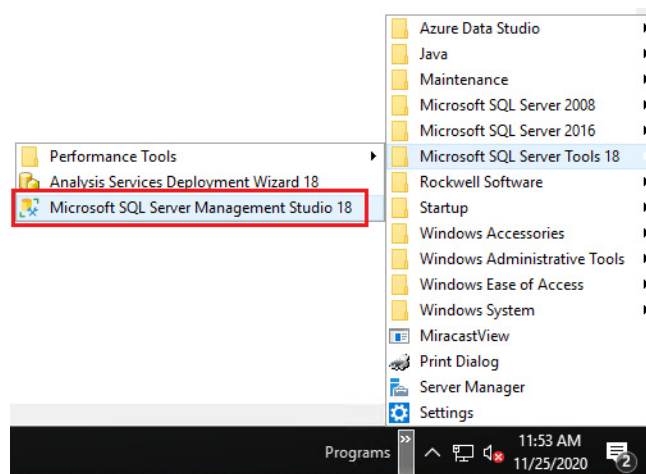 Azure Data Studio
Java
Maintenance
Microsoft SQL Server 2008
Microsoft SQL Server 2016
Microsoft SQL Server Tools 18
Rockwell Software
Startup
Windows Accessories
Windows Administrative Tools
Windows Ease of Access
Windows System
MiracastView
Print Dialog
Server Manager
Settings
Performance Tools
Analysis Services Deployment Wizard 18
Microsoft SQL Server Management Studio 18
Programs
11:53 AM
11/25/2020
2